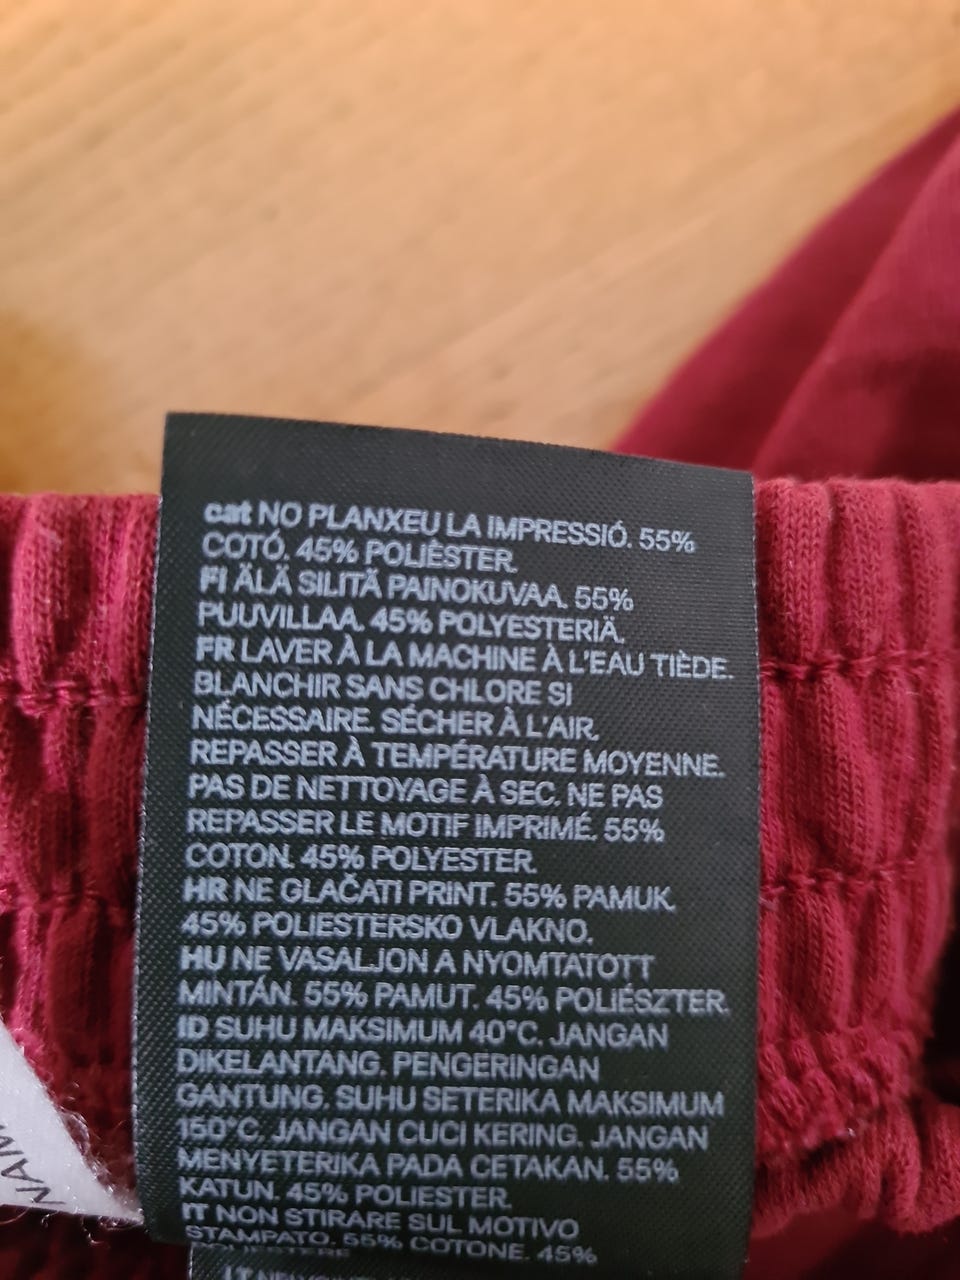 cat NO PLANXEU LA IMPRESSIÓ. 55%
COTÓ. 45% POLIÈSTER.
FI ÄLÄ SILITÄ PAINOKUVAA. 55%
PUUVILLAA. 45% POLYESTERIÄ.
FR LAVER À LA MACHINE À L'EAU TIÈDE.
BLANCHIR SANS CHLORE SI
NÉCESSAIRE. SÉCHER À L'AIR.
REPASSER À TEMPÉRATURE MOYENNE.
PAS DE NETTOYAGE À SEC. NE PAS
REPASSER LE MOTIF IMPRIMÉ. 55%
COTON. 45% POLYESTER.
HR NE GLAČATI PRINT. 55% PAMUK.
45% POLIESTERSKO VLAKNO.
HU NE VASALJON A NYOMTATOTT
MINTÁN. 55% PAMUT. 45% POLIÉSZTER.
ID SUHU MAKSIMUM 40°C. JANGAN
DIKELANTANG. PENGERINGAN
GANTUNG. SUHU SETERIKA MAKSIMUM
150°C. JANGAN CUCI KERING. JANGAN
MENYETERIKA PADA CETAKAN. 55%
KATUN. 45% POLIESTER.
IT NON STIRARE SUL MOTIVO
STAMPATO. 55% COTONE. 45%
POLIESTERE